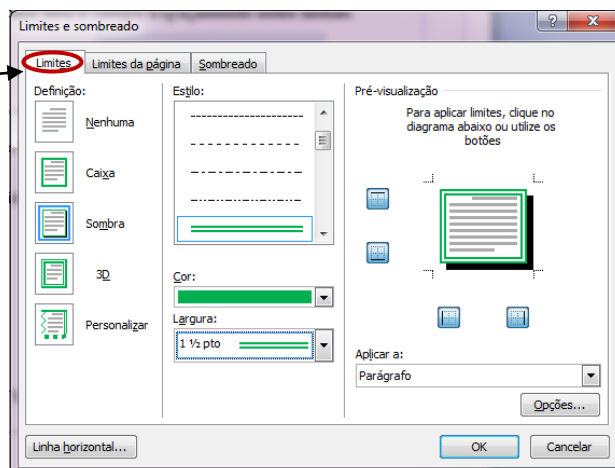 Limites e sombreado
Limites Limites da página Sombreado
Definição:
Nenhuma
Caixa
Sombra
3D
Personalizar
Estilo:
Cor:
Largura:
1 ½ pto
Pré-visualização
Para aplicar limites, clique no
diagrama abaixo ou utilize os
botões
Aplicar a:
Parágrafo
Opções...
Linha horizontal...
OK Cancelar